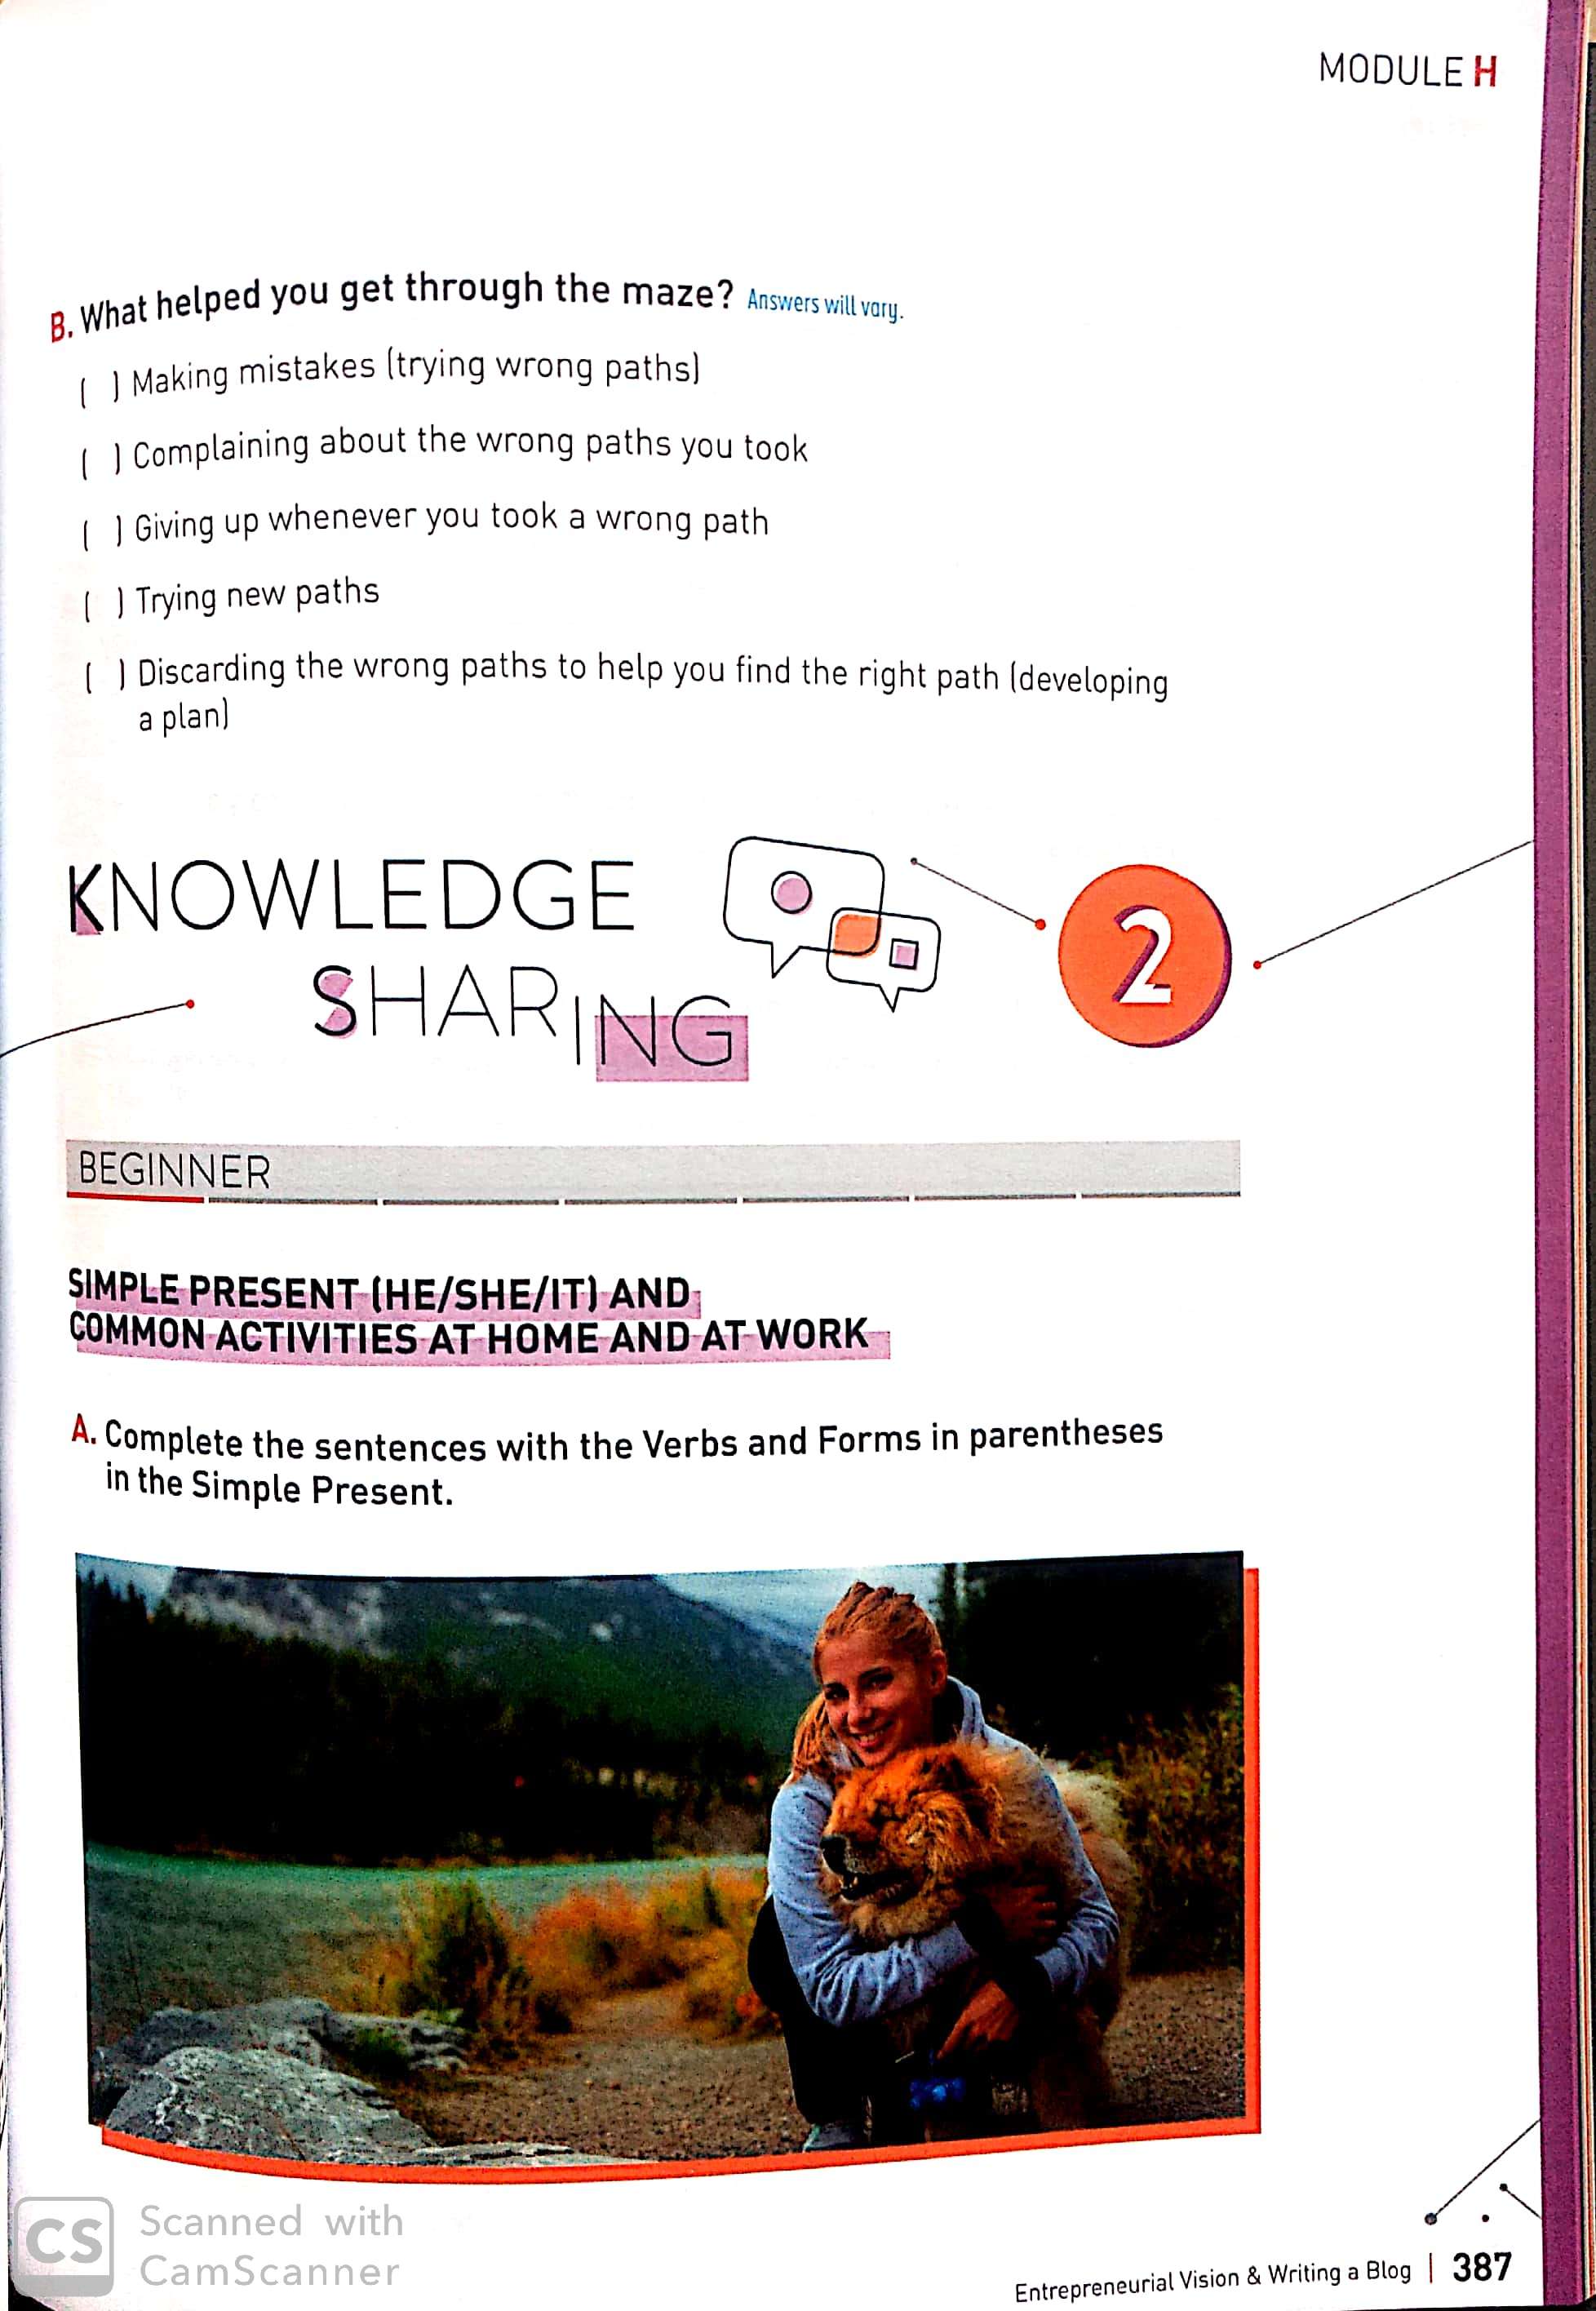 MODULE H
B. What helped you get through the maze? Answers will vary.
( ) Making mistakes (trying wrong paths)
( ) Complaining about the wrong paths you took
( ) Giving up whenever you took a wrong path
( ) Trying new paths
( ) Discarding the wrong paths to help you find the right path (developing
a plan)
KNOWLEDGE
SHARING
2
BEGINNER
SIMPLE PRESENT (HE/SHE/IT) AND
COMMON ACTIVITIES AT HOME AND AT WORK
A. Complete the sentences with the Verbs and Forms in parentheses
in the Simple Present.
CS Scanned with
CamScanner
Entrepreneurial Vision & Writing a Blog | 387